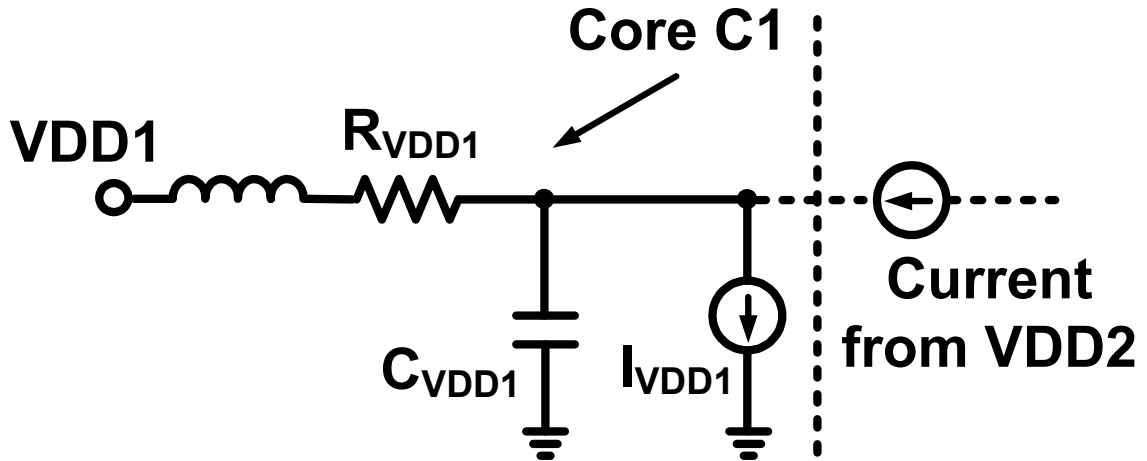 Core C1
VDD1
RVDD1
CVDD1
IVDD1
Current
from VDD2